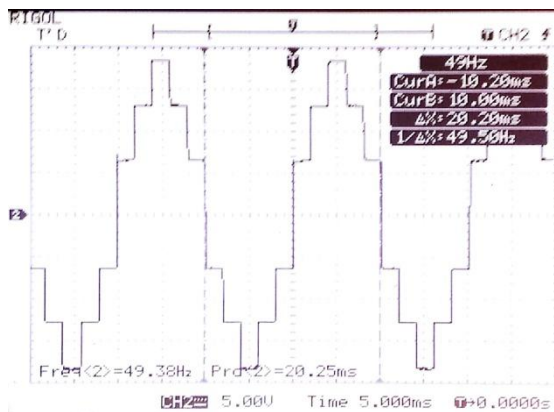 RIGOL
T'D CH2
49Hz
CurA:-10.20ms
CurB: 10.00ms
ΔX: 20.20ms
1/ΔX: 49.50Hz
2
Freq(2)=49.38Hz Prd(2)=20.25ms
CH2 5.00V Time 5.000ms T→0.0000s